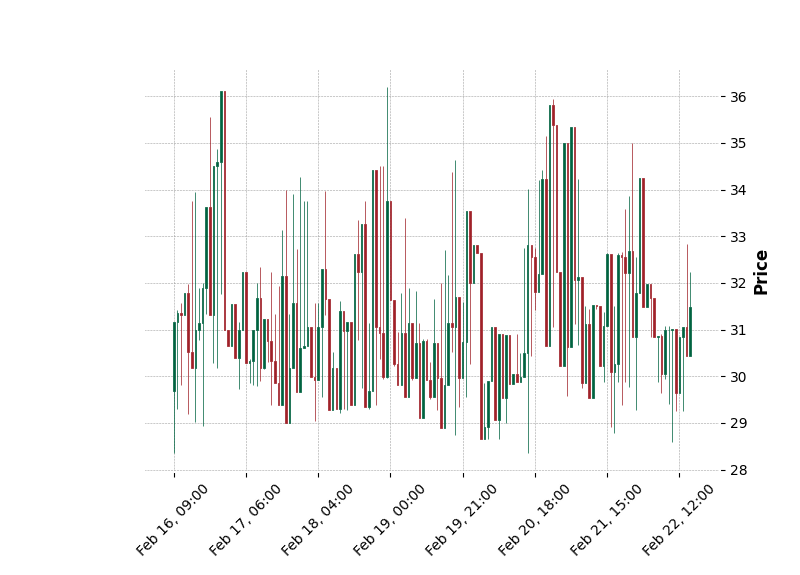 36
35
34
33
32
31
30
29
28
Price
Feb 16, 09:00
Feb 17, 06:00
Feb 18, 04:00
Feb 19, 00:00
Feb 19, 21:00
Feb 20, 18:00
Feb 21, 15:00
Feb 22, 12:00